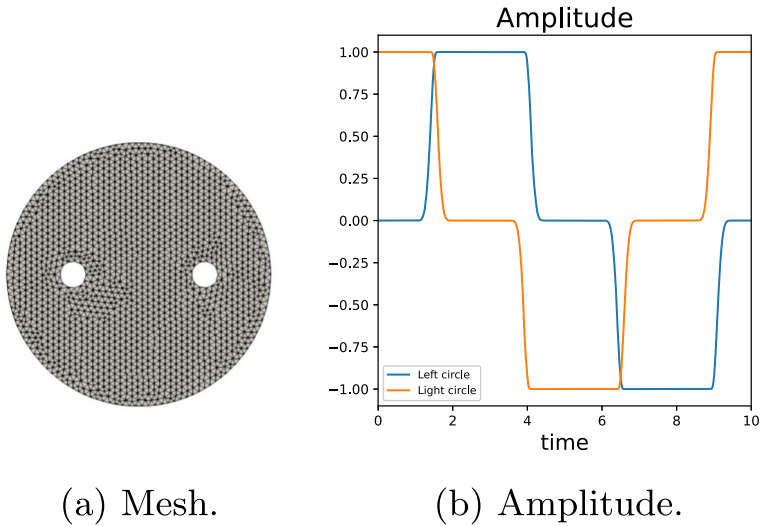 Amplitude
1.00
0.75
0.50
0.25
0.00
−0.25
−0.50
−0.75
−1.00
Left circle
Light circle
0 2 4 6 8 10
time
(a) Mesh. (b) Amplitude.